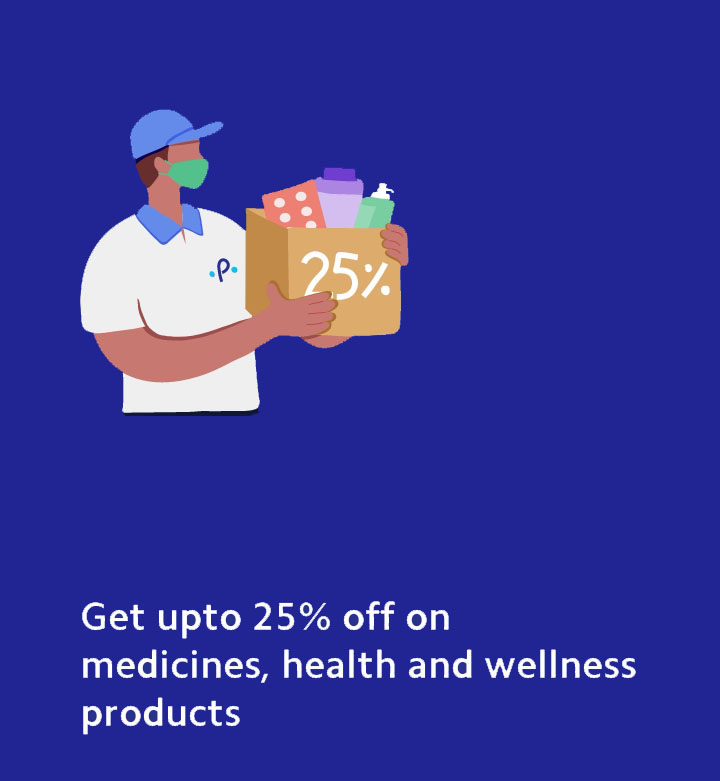 ·P·
25%
Get upto 25% off on
medicines, health and wellness
products